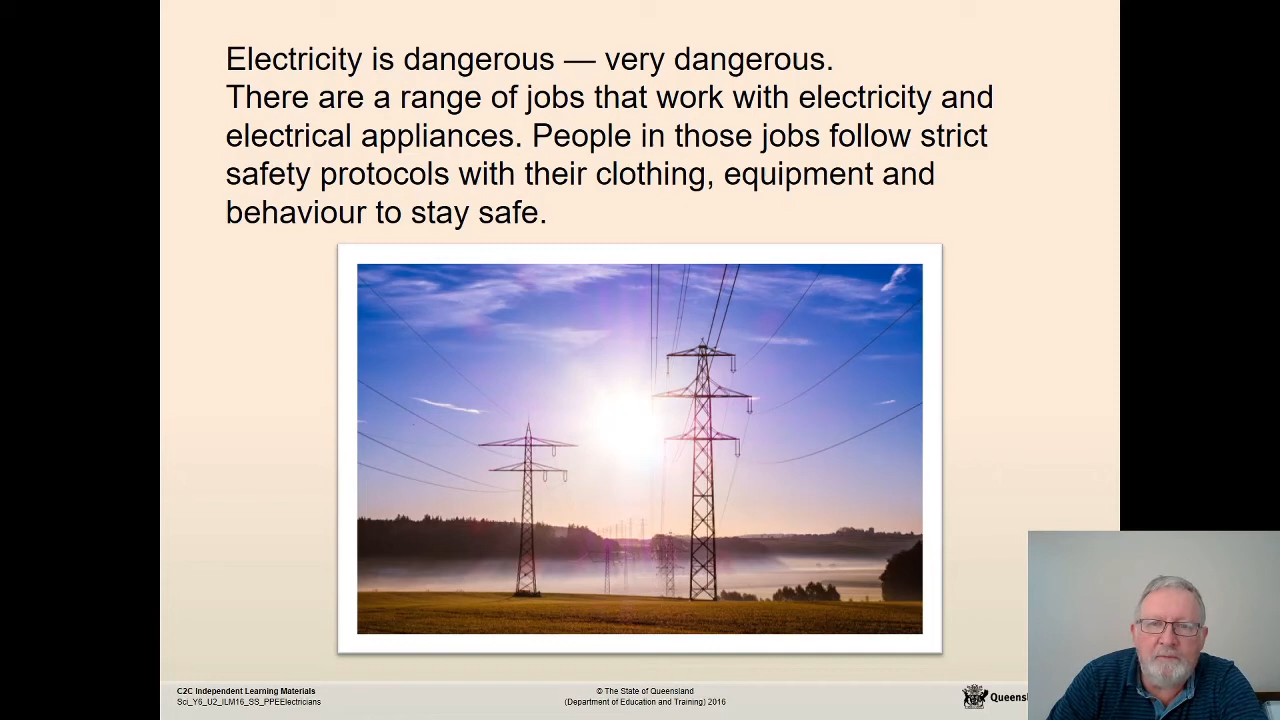 Electricity is dangerous — very dangerous.
There are a range of jobs that work with electricity and
electrical appliances. People in those jobs follow strict
safety protocols with their clothing, equipment and
behaviour to stay safe.
C2C Independent Learning Materials
Sci_Y6_U2_ILM16_SS_PPEElectricians
© The State of Queensland
(Department of Education and Training) 2016